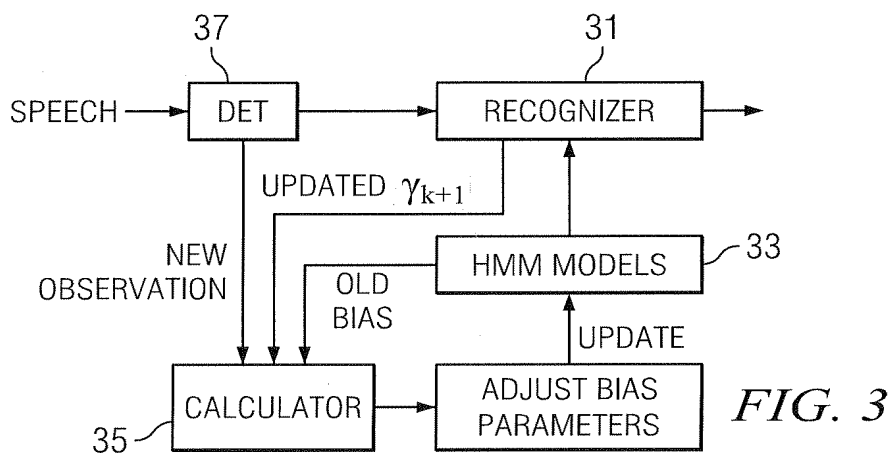 37
31
SPEECH
DET
RECOGNIZER
UPDATED γk+1
NEW
OBSERVATION
HMM MODELS
33
OLD
BIAS
UPDATE
CALCULATOR
ADJUST BIAS
PARAMETERS
35
FIG. 3